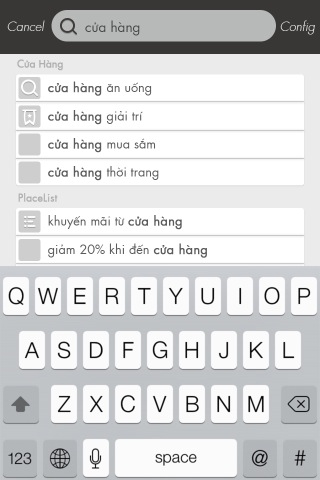 Cancel cửa hàng Config
Cửa Hàng
cửa hàng ăn uống
cửa hàng giải trí
cửa hàng mua sắm
cửa hàng thời trang
PlaceList
khuyến mãi từ cửa hàng
giảm 20% khi đến cửa hàng
Q W E R T Y U I O P
A S D F G H J K L
Z X C V B N M
123 space @ #